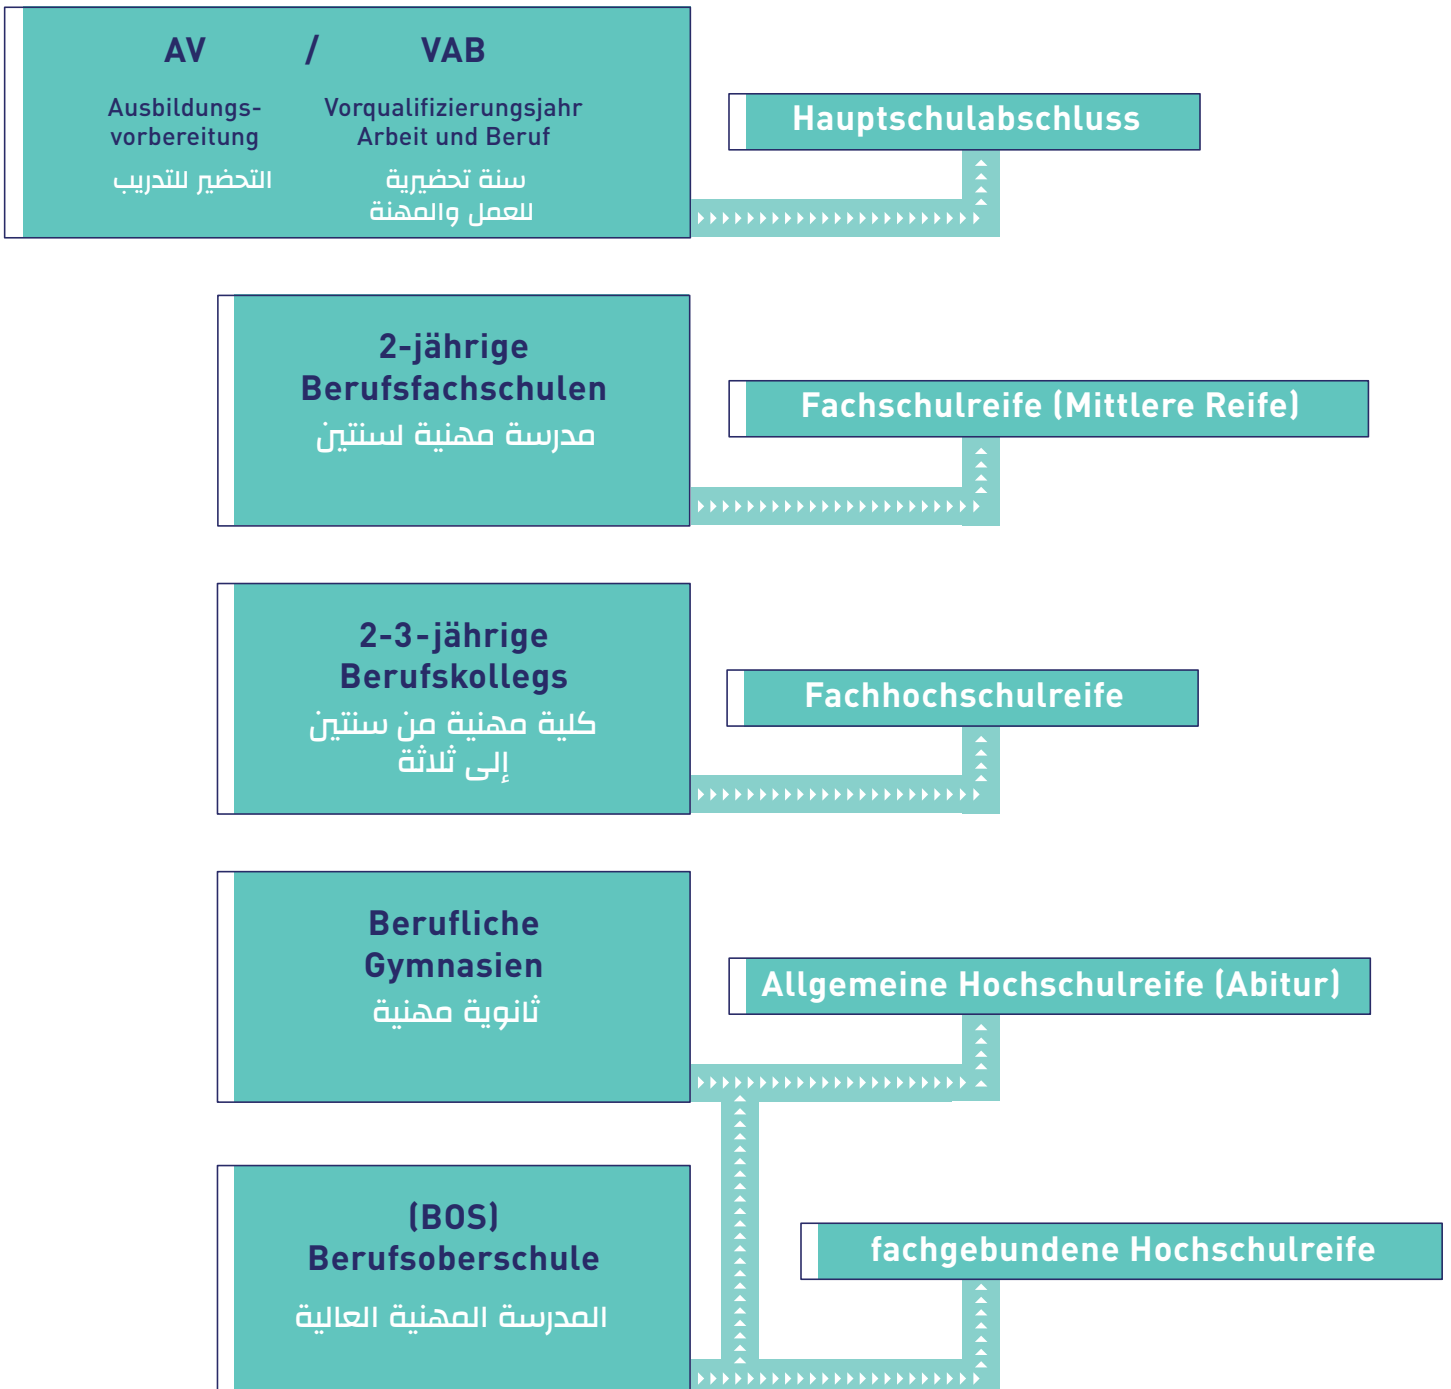 AV / VAB
Ausbildungs-
vorbereitung
التحضير للتدريب
Vorqualifizierungsjahr
Arbeit und Beruf
سنة تحضيرية
للعمل والمهنة
Hauptschulabschluss
2-jährige
Berufsfachschulen
مدرسة مهنية لسنتين
Fachschulreife (Mittlere Reife)
2-3-jährige
Berufskollegs
كلية مهنية من سنتين
إلى ثلاثة
Fachhochschulreife
Berufliche
Gymnasien
ثانوية مهنية
Allgemeine Hochschulreife (Abitur)
(BOS)
Berufsoberschule
المدرسة المهنية العالية
fachgebundene Hochschulreife